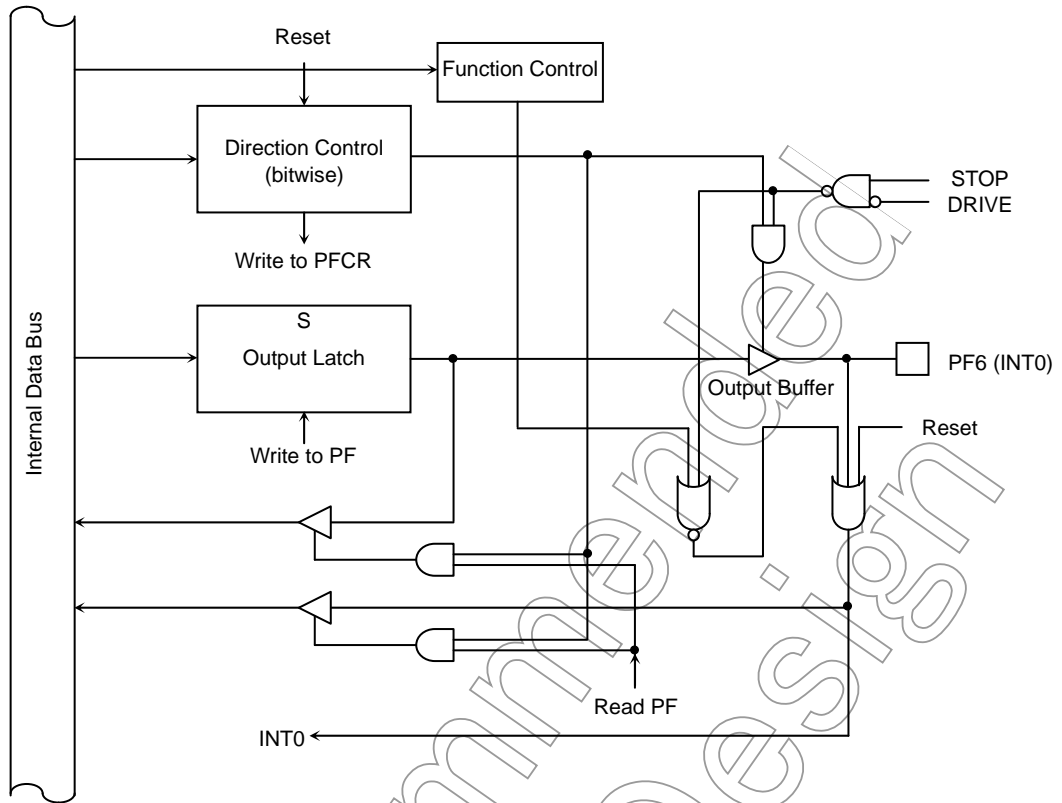 Reset
Function Control
Direction Control
(bitwise)
STOP
DRIVE
Write to PFCR
S
Output Latch
PF6 (INT0)
Output Buffer
Internal Data Bus
Reset
Write to PF
Read PF
INT0